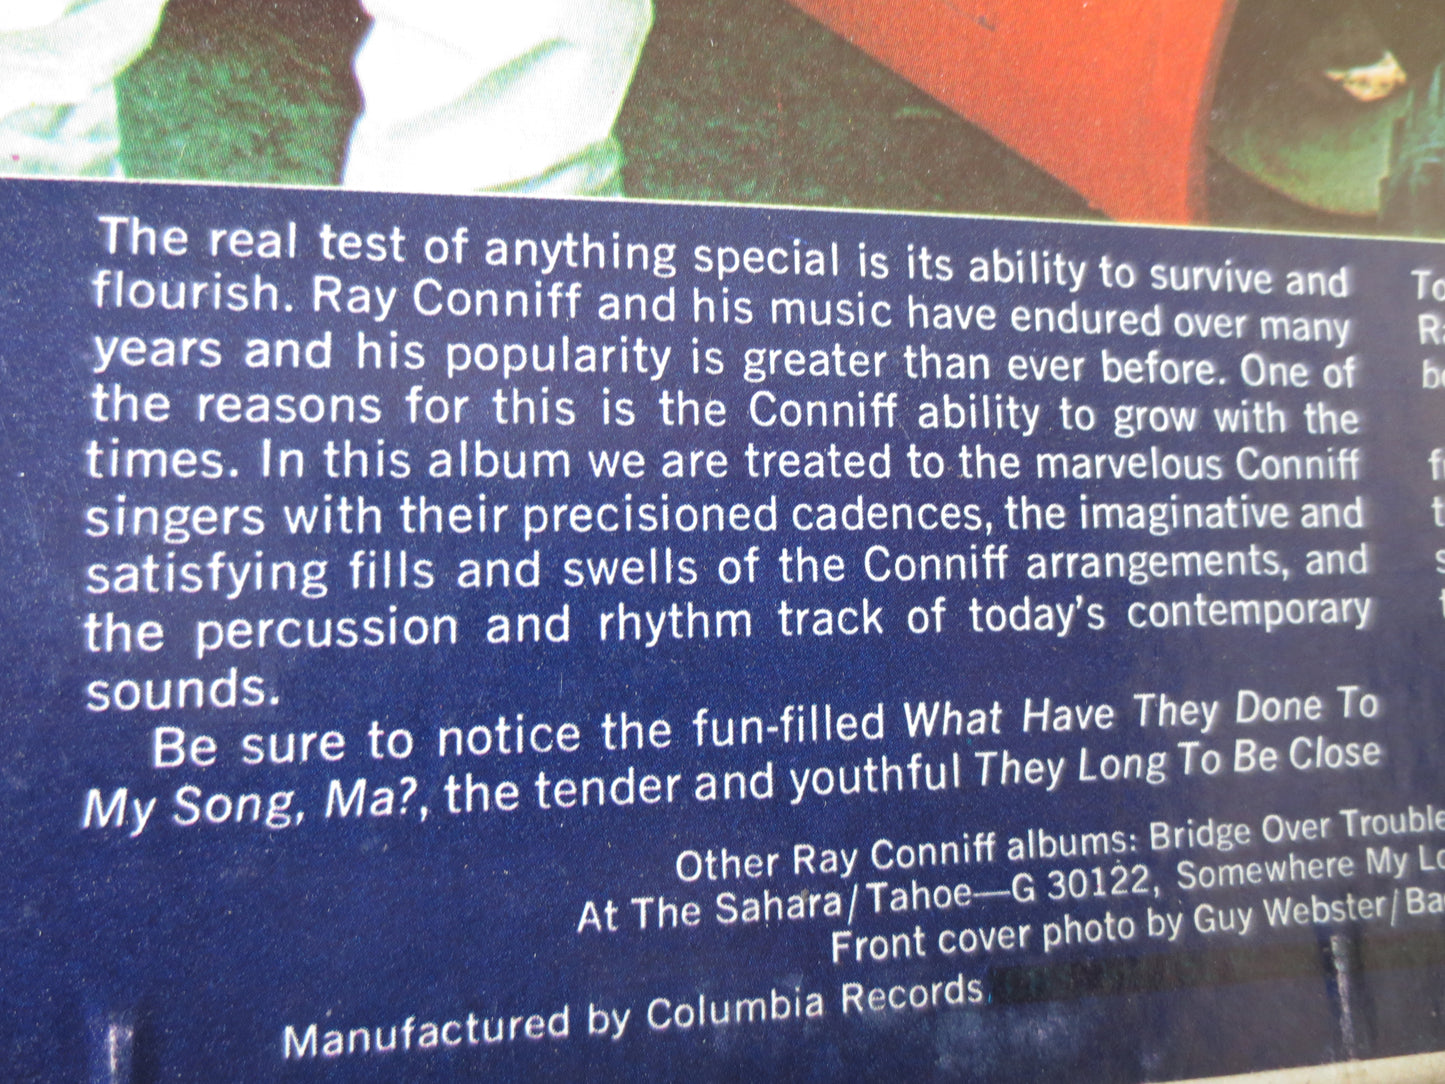 The real test of anything special is its ability to survive and
flourish. Ray Conniff and his music have endured over many
years and his popularity is greater than ever before. One of
the reasons for this is the Conniff ability to grow with the
times. In this album we are treated to the marvelous Conniff
singers with their precisioned cadences, the imaginative and
satisfying fills and swells of the Conniff arrangements, and
the percussion and rhythm track of today's contemporary
sounds.
Be sure to notice the fun-filled What Have They Done To
My Song, Ma?, the tender and youthful They Long To Be Close
Other Ray Conniff albums: Bridge Over
At The Sahara/Tahoe—G 30122, Somewhere My
Front cover photo by Guy Webster/
Manufactured by Columbia Records